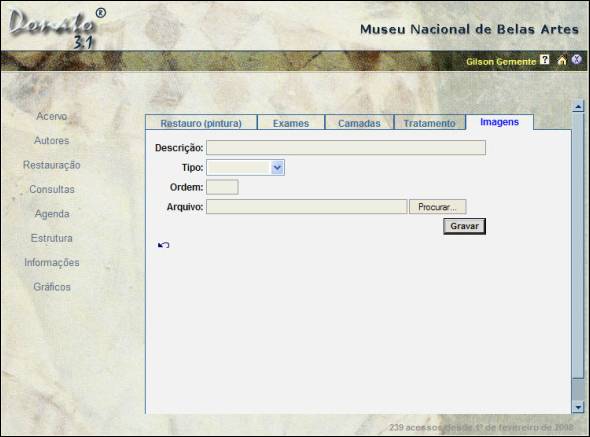 Donato ®
3.1
Museu Nacional de Belas Artes
Gilson Gemente ? X
Acervo
Autores
Restauração
Consultas
Agenda
Estrutura
Informações
Gráficos
Restauro (pintura) Exames Camadas Tratamento Imagens
Descrição:
Tipo:
Ordem:
Arquivo: Procurar...
Gravar
239 acessos desde 1º de fevereiro de 2008